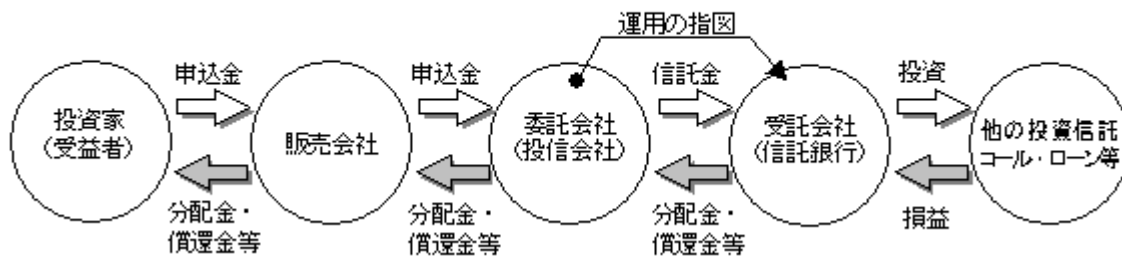 運用の指図
申込金
申込金
信託金
投資
投資家
(受益者)
販売会社
委託会社
(投信会社)
受託会社
(信託銀行)
他の投資信託
コール・ローン等
分配金・
償還金等
分配金・
償還金等
分配金・
償還金等
損益